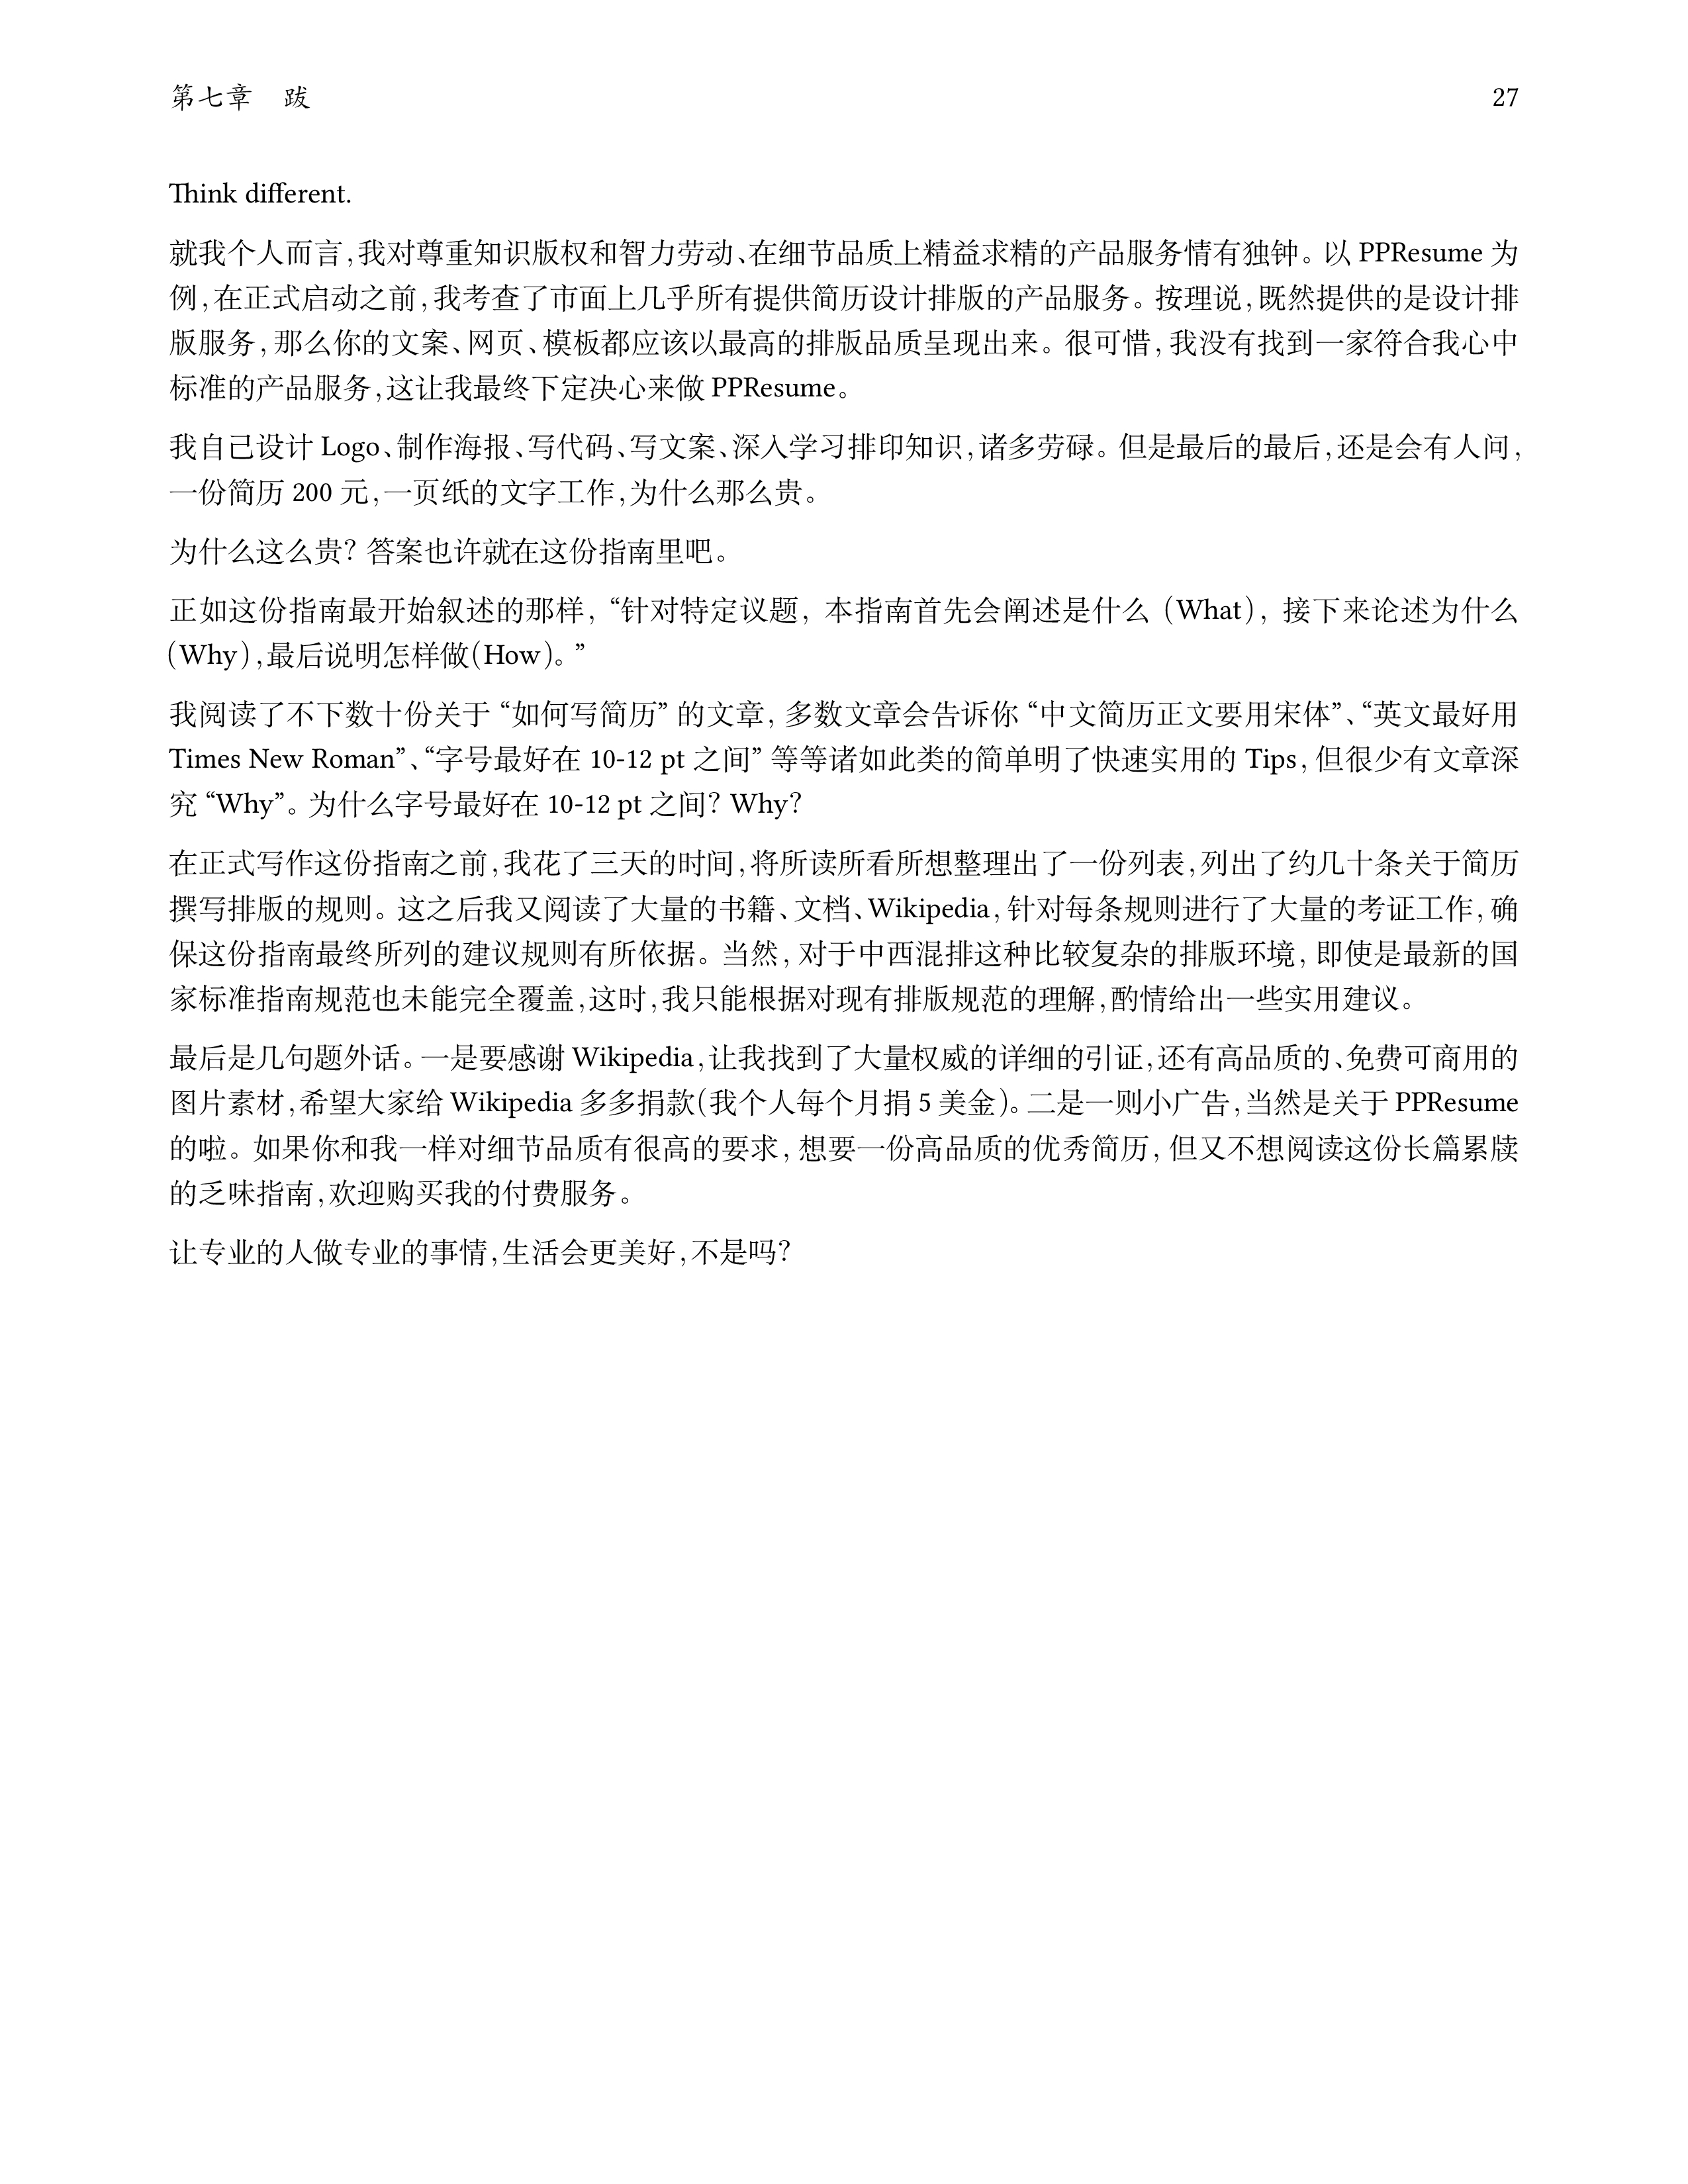 第七章　跋 27
Think different.
就我个人而言，我对尊重知识版权和智力劳动、在细节品质上精益求精的产品服务情有独钟。以 PPResume 为
例，在正式启动之前，我考查了市面上几乎所有提供简历设计排版的产品服务。按理说，既然提供的是设计排
版服务，那么你的文案、网页、模板都应该以最高的排版品质呈现出来。很可惜，我没有找到一家符合我心中
标准的产品服务，这让我最终下定决心来做 PPResume。
我自己设计 Logo、制作海报、写代码、写文案、深入学习排印知识，诸多劳碌。但是最后的最后，还是会有人问，
一份简历 200 元，一页纸的文字工作，为什么那么贵。
为什么这么贵？答案也许就在这份指南里吧。
正如这份指南最开始叙述的那样，“针对特定议题，本指南首先会阐述是什么（What），接下来论述为什么
（Why），最后说明怎样做（How）。”
我阅读了不下数十份关于 “如何写简历” 的文章，多数文章会告诉你 “中文简历正文要用宋体”、“英文最好用
Times New Roman”、“字号最好在 10-12 pt 之间” 等等诸如此类的简单明了快速实用的 Tips，但很少有文章深
究 “Why”。为什么字号最好在 10-12 pt 之间？Why？
在正式写作这份指南之前，我花了三天的时间，将所读所看所想整理出了一份列表，列出了约几十条关于简历
撰写排版的规则。这之后我又阅读了大量的书籍、文档、Wikipedia，针对每条规则进行了大量的考证工作，确
保这份指南最终所列的建议规则有所依据。当然，对于中西混排这种比较复杂的排版环境，即使是最新的国
家标准指南规范也未能完全覆盖，这时，我只能根据对现有排版规范的理解，酌情给出一些实用建议。
最后是几句题外话。一是要感谢 Wikipedia，让我找到了大量权威的详细的引证，还有高品质的、免费可商用的
图片素材，希望大家给 Wikipedia 多多捐款（我个人每个月捐 5 美金）。二是一则小广告，当然是关于 PPResume
的啦。如果你和我一样对细节品质有很高的要求，想要一份高品质的优秀简历，但又不想阅读这份长篇累牍
的乏味指南，欢迎购买我的付费服务。
让专业的人做专业的事情，生活会更美好，不是吗？